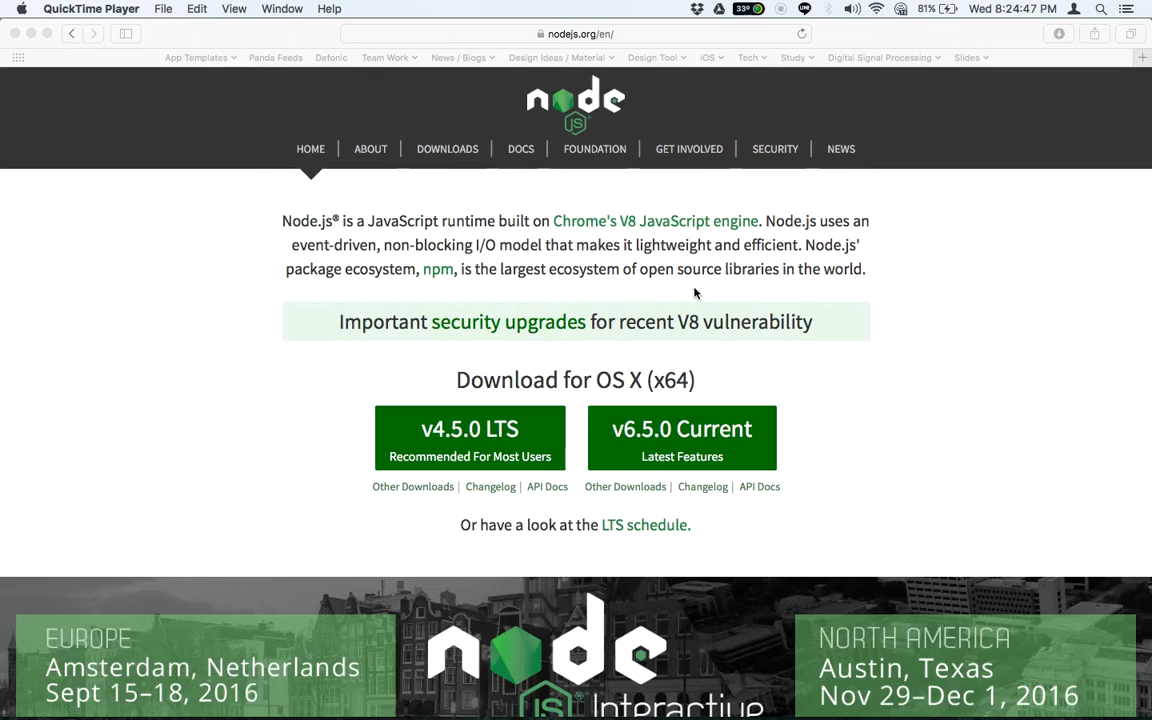 QuickTime Player File Edit View Window Help 33° LINE 81% Wed 8:24:47 PM
nodejs.org/en/
App Templates Panda Feeds Defonic Team Work News / Blogs Design Ideas / Material Design Tool iOS Tech Study Digital Signal Processing Slides
node
JS
HOME ABOUT DOWNLOADS DOCS FOUNDATION GET INVOLVED SECURITY NEWS
Node.js® is a JavaScript runtime built on Chrome's V8 JavaScript engine. Node.js uses an
event-driven, non-blocking I/O model that makes it lightweight and efficient. Node.js'
package ecosystem, npm, is the largest ecosystem of open source libraries in the world.
Important security upgrades for recent V8 vulnerability
Download for OS X (x64)
v4.5.0 LTS
Recommended For Most Users
v6.5.0 Current
Latest Features
Other Downloads | Changelog | API Docs
Other Downloads | Changelog | API Docs
Or have a look at the LTS schedule.
EUROPE
Amsterdam, Netherlands
Sept 15–18, 2016
node
JS
Interactive
NORTH AMERICA
Austin, Texas
Nov 29–Dec 1, 2016